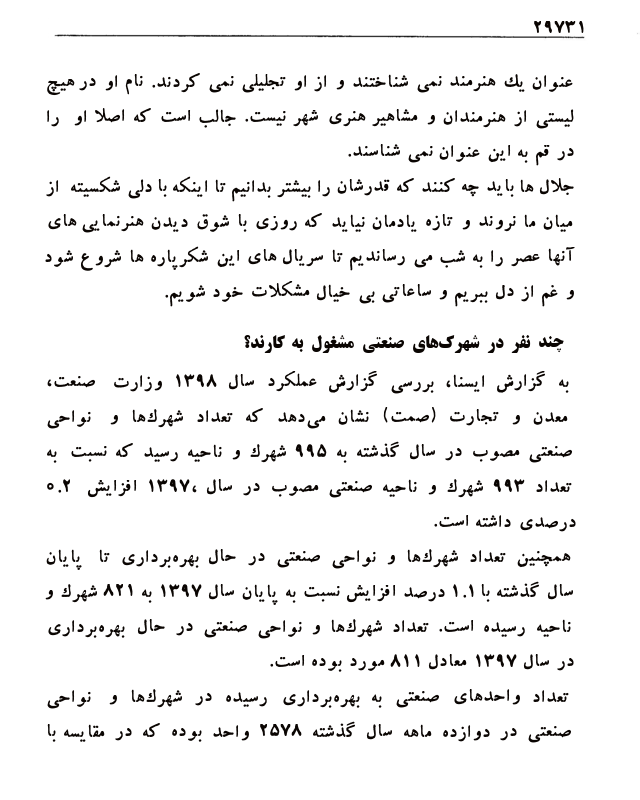 ۲۹۷۳۱
عنوان یك هنرمند نمی شناختند و از او تجلیلی نمی کردند. نام او در هیچ
لیستی از هنرمندان و مشاهیر هنری شهر نیست. جالب است که اصلا او را
در قم به این عنوان نمی شناسند.
جلال ها باید چه کنند که قدرشان را بیشتر بدانیم تا اینکه با دلی شکسیته از
میان ما نروند و تازه یادمان نیاید که روزی با شوق دیدن هنرنمایی های
آنها عصر را به شب می رساندیم تا سریال های این شکرپاره ها شروع شود
و غم از دل ببریم و ساعاتی بی خیال مشکلات خود شویم.
چند نفر در شهرک‌های صنعتی مشغول به کارند؟
به گزارش ایسنا، بررسی گزارش عملکرد سال ۱۳۹۸ وزارت صنعت،
معدن و تجارت (صمت) نشان می‌دهد که تعداد شهرك‌ها و نواحی
صنعتی مصوب در سال گذشته به ۹۹۵ شهرك و ناحیه رسید که نسبت به
تعداد ۹۹۳ شهرك و ناحیه صنعتی مصوب در سال ،۱۳۹۷ افزایش ۰.۲
درصدی داشته است.
همچنین تعداد شهرك‌ها و نواحی صنعتی در حال بهره‌برداری تا پایان
سال گذشته با ۱.۱ درصد افزایش نسبت به پایان سال ۱۳۹۷ به ۸۲۱ شهرك و
ناحیه رسیده است. تعداد شهرك‌ها و نواحی صنعتی در حال بهره‌برداری
در سال ۱۳۹۷ معادل ۸۱۱ مورد بوده است.
تعداد واحدهای صنعتی به بهره‌برداری رسیده در شهرك‌ها و نواحی
صنعتی در دوازده ماهه سال گذشته ۲۵۷۸ واحد بوده که در مقایسه با